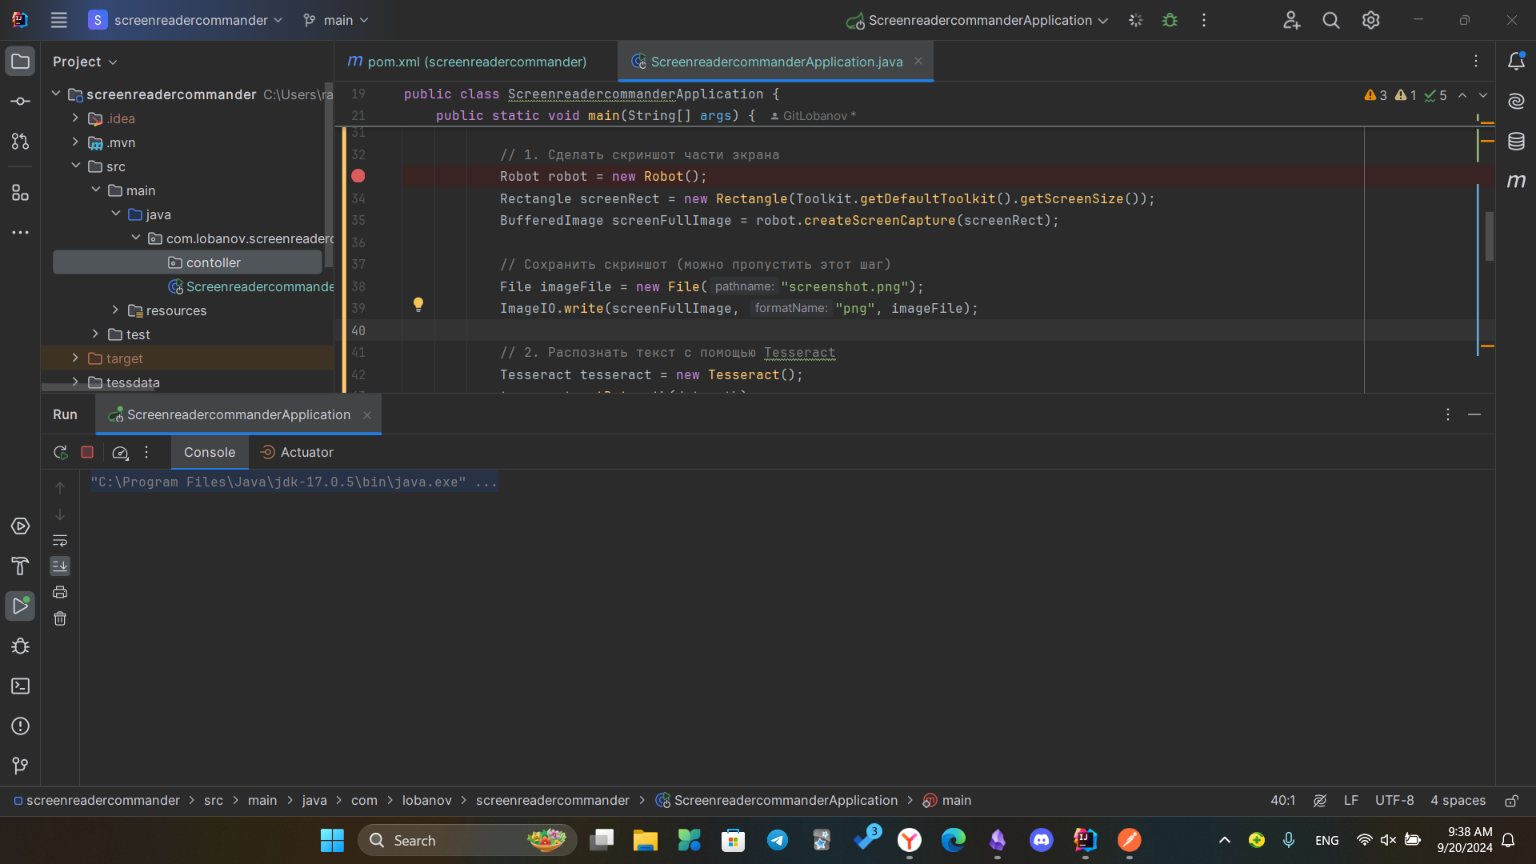 S screenreadercommander main ScreenreadercommanderApplication
Project
pom.xml (screenreadercommander) ScreenreadercommanderApplication.java
screenreadercommander C:\Users\ra
.idea
.mvn
src
main
java
com.lobanov.screenreaderc
contoller
Screenreadercommande
resources
test
target
tessdata
3 1 5
19 public class ScreenreadercommanderApplication {
21 public static void main(String[] args) { GitLobanov *
31
32 // 1. Сделать скриншот части экрана
Robot robot = new Robot();
34 Rectangle screenRect = new Rectangle(Toolkit.getDefaultToolkit().getScreenSize());
35 BufferedImage screenFullImage = robot.createScreenCapture(screenRect);
36
37 // Сохранить скриншот (можно пропустить этот шаг)
38 File imageFile = new File( pathname: "screenshot.png");
39 ImageIO.write(screenFullImage, formatName: "png", imageFile);
40
41 // 2. Распознать текст с помощью Tesseract
42 Tesseract tesseract = new Tesseract();
Run ScreenreadercommanderApplication
Console Actuator
"C:\Program Files\Java\jdk-17.0.5\bin\java.exe" ...
screenreadercommander > src > main > java > com > lobanov > screenreadercommander > ScreenreadercommanderApplication > main 40:1 LF UTF-8 4 spaces
Search 3 ENG 9:38 AM
9/20/2024